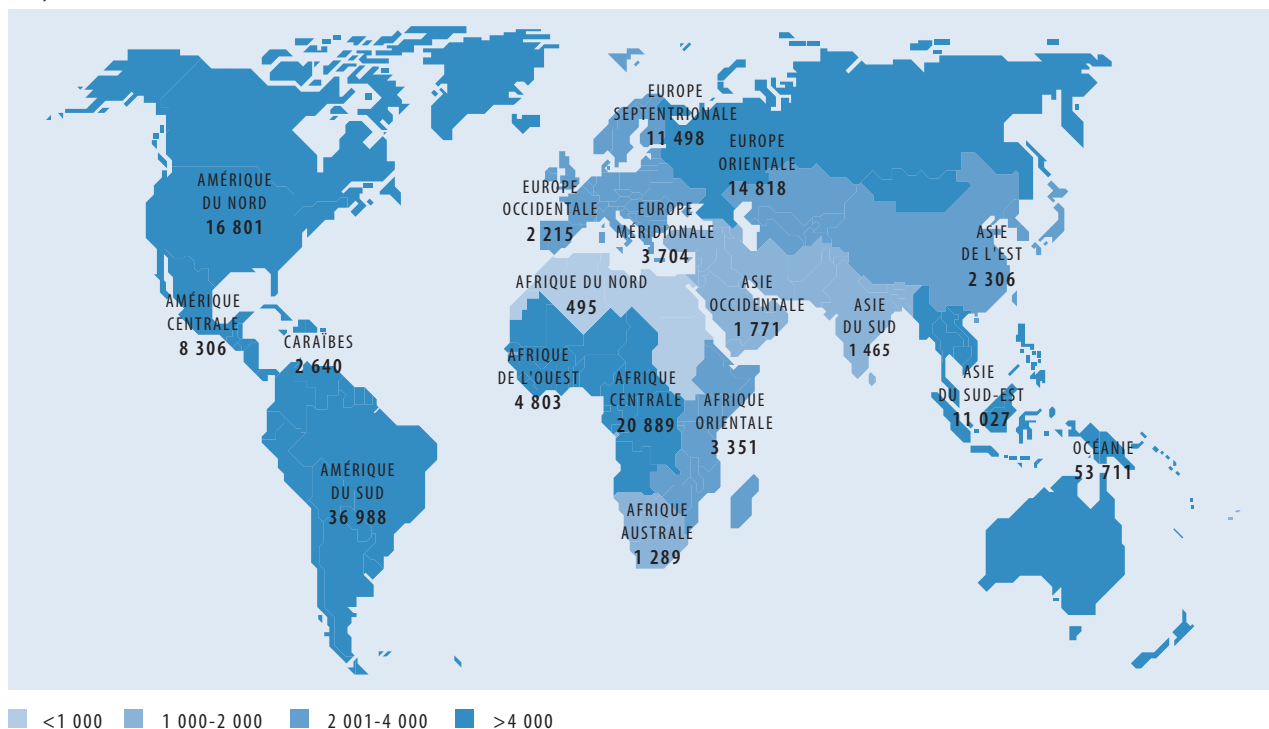 EUROPE
SEPTENTRIONALE
11 498
EUROPE
ORIENTALE
14 818
AMÉRIQUE
DU NORD
16 801
EUROPE
OCCIDENTALE
2 215
EUROPE
MÉRIDIONALE
3 704
ASIE
DE L'EST
2 306
AFRIQUE DU NORD
495
ASIE
OCCIDENTALE
1 771
AMÉRIQUE
CENTRALE
8 306
ASIE
DU SUD
1 465
CARAÏBES
2 640
AFRIQUE
DE L'OUEST
4 803
AFRIQUE
CENTRALE
20 889
ASIE
DU SUD-EST
11 027
AFRIQUE
ORIENTALE
3 351
OCÉANIE
53 711
AMÉRIQUE
DU SUD
36 988
AFRIQUE
AUSTRALE
1 289
<1 000 1 000-2 000 2 001-4 000 >4 000